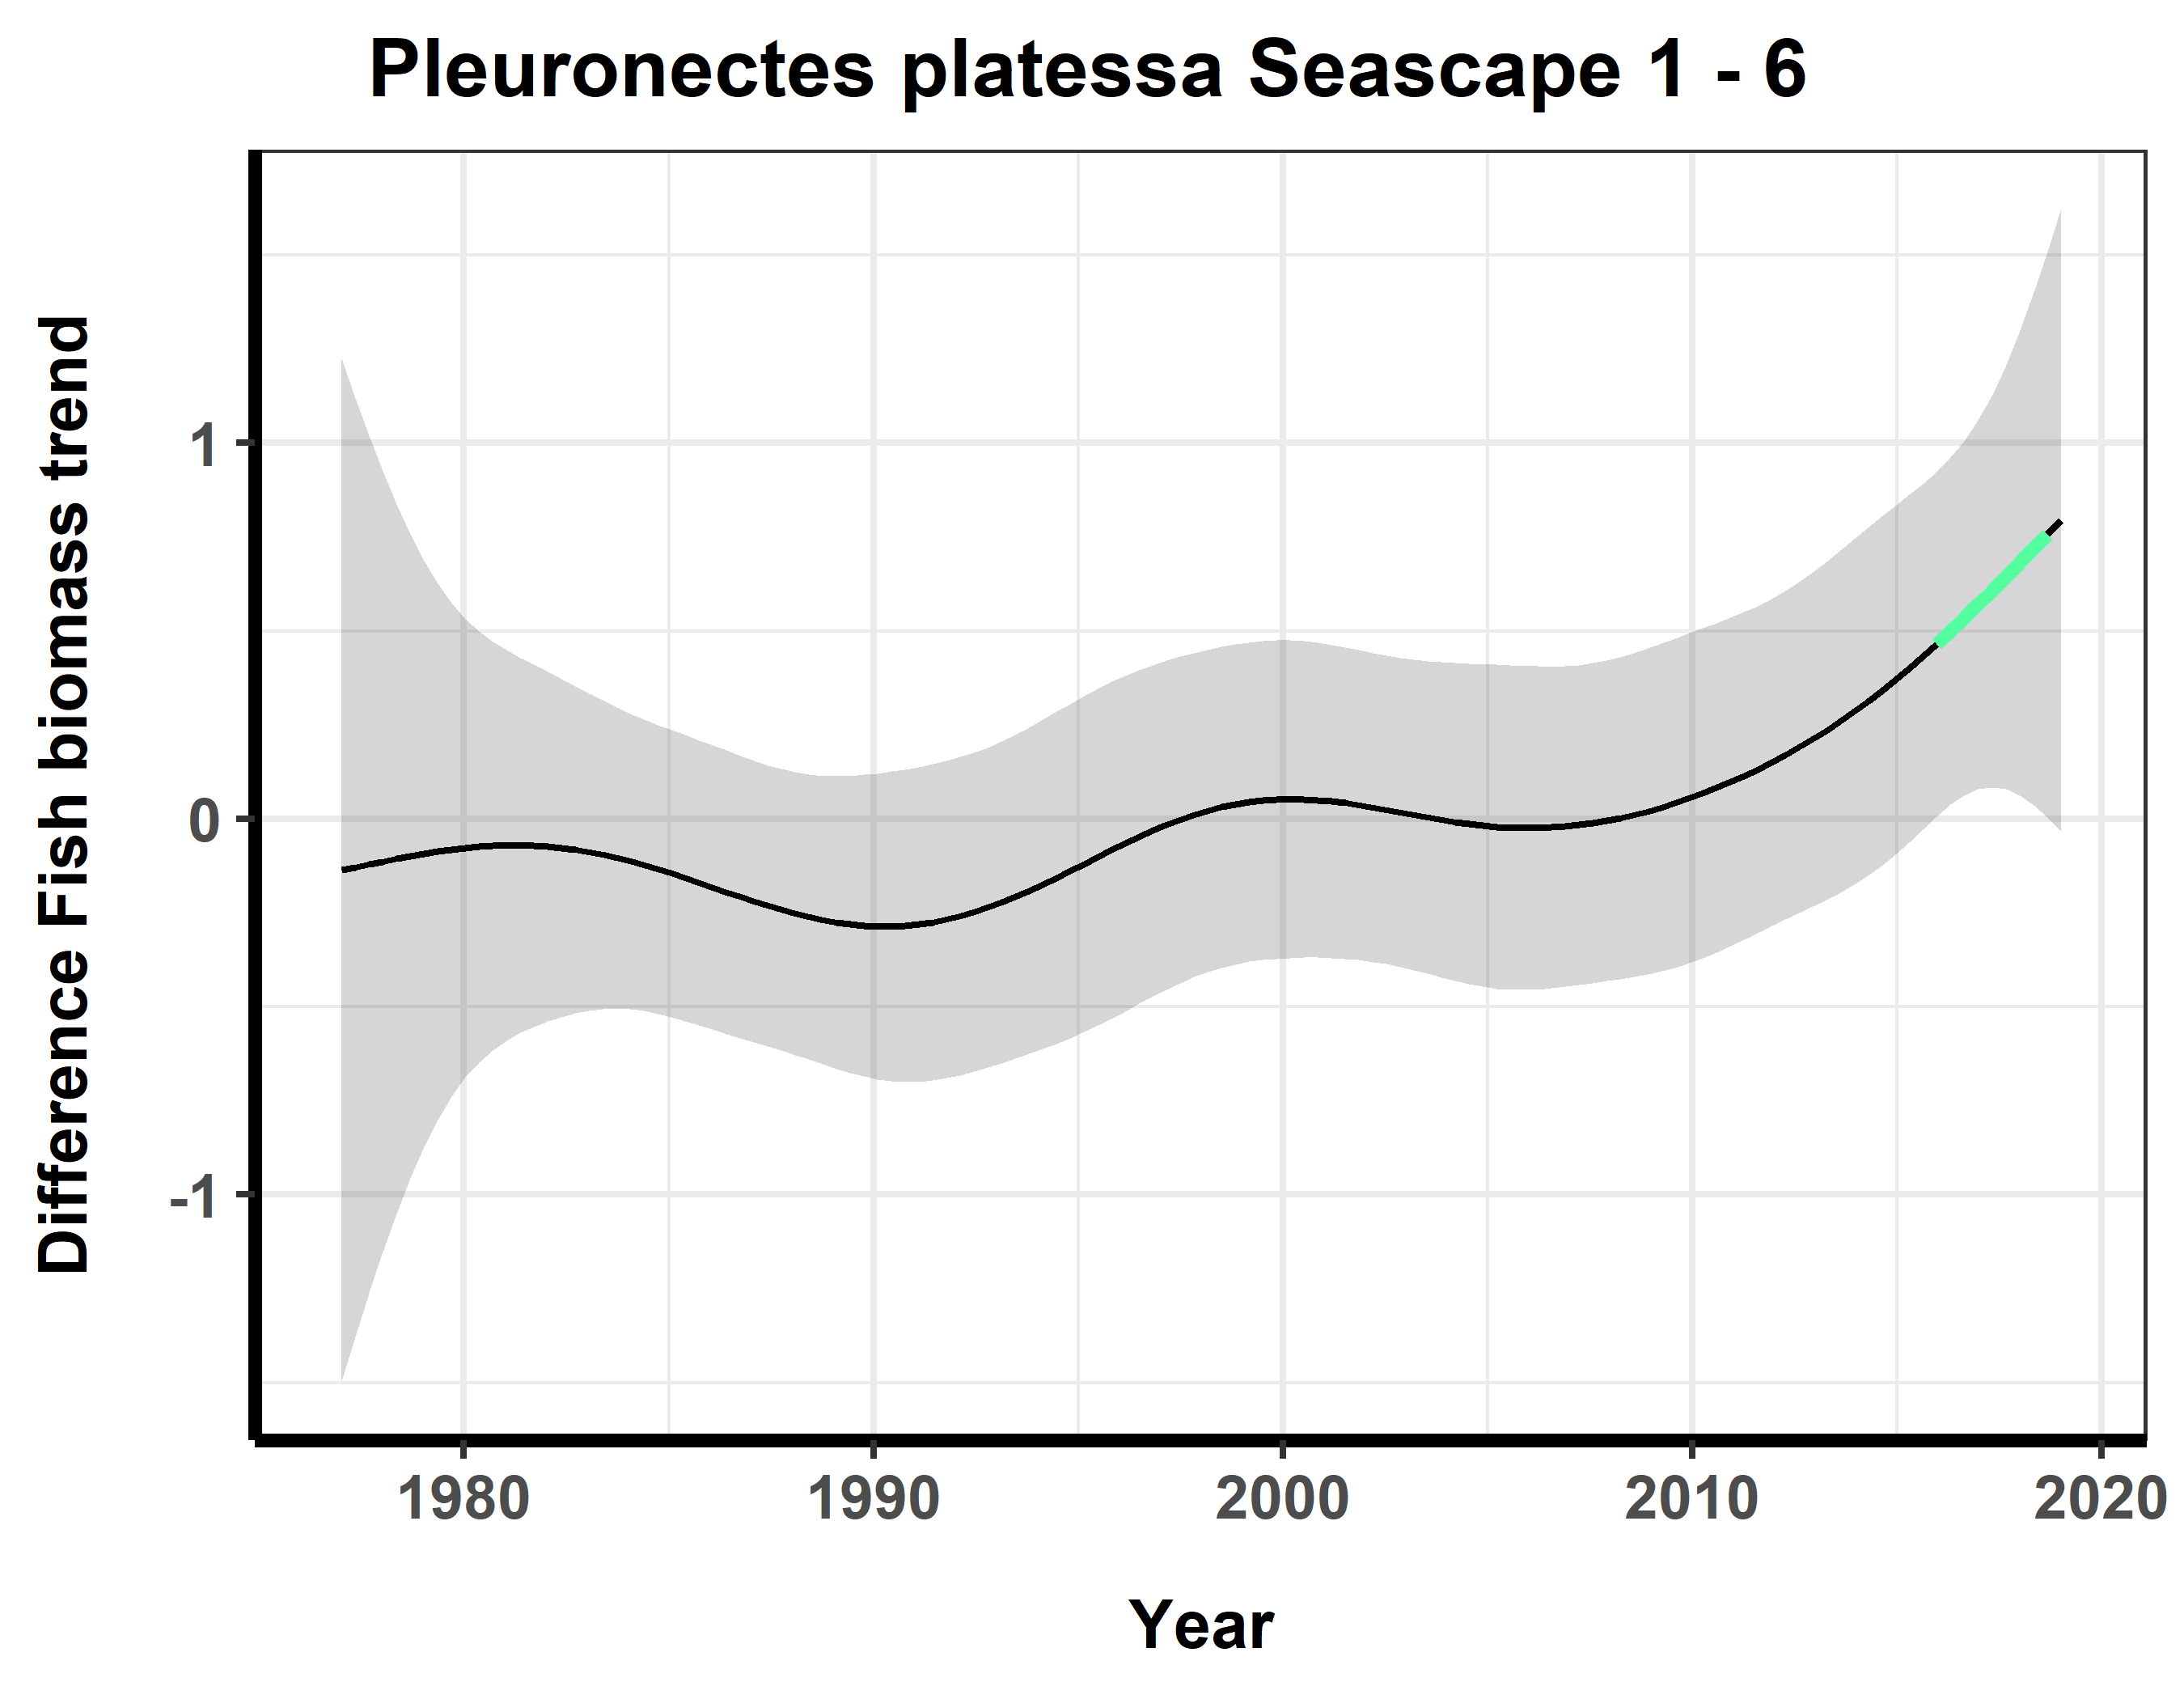 Pleuronectes platessa Seascape 1 - 6
Difference Fish biomass trend
1
0
-1
1980 1990 2000 2010 2020
Year